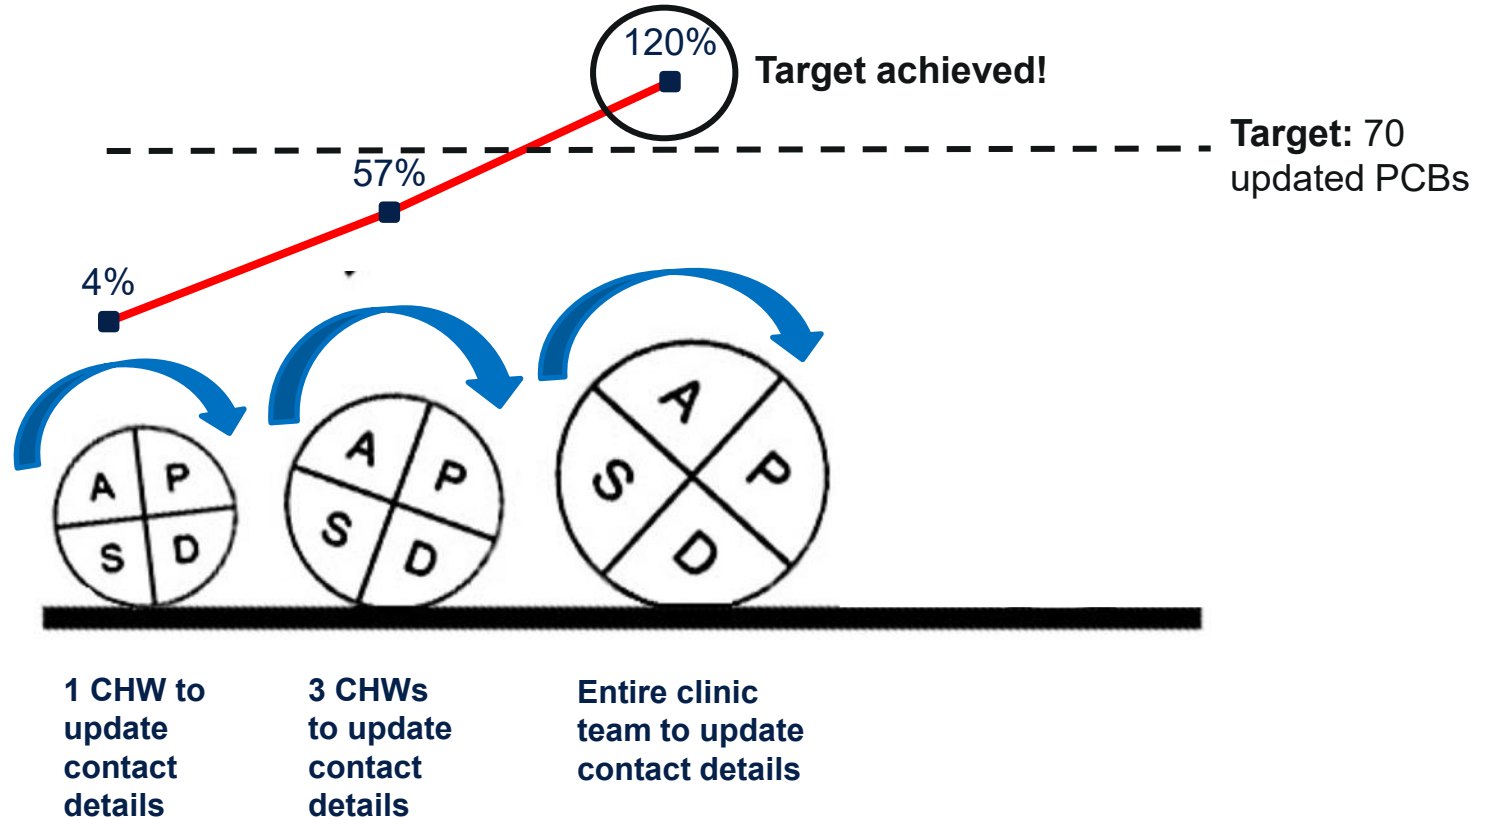 120%
Target achieved!
Target: 70
updated PCBs
57%
4%
A P
S D
A P
S D
A
S P
D
1 CHW to
update
contact
details
3 CHWs
to update
contact
details
Entire clinic
team to update
contact details